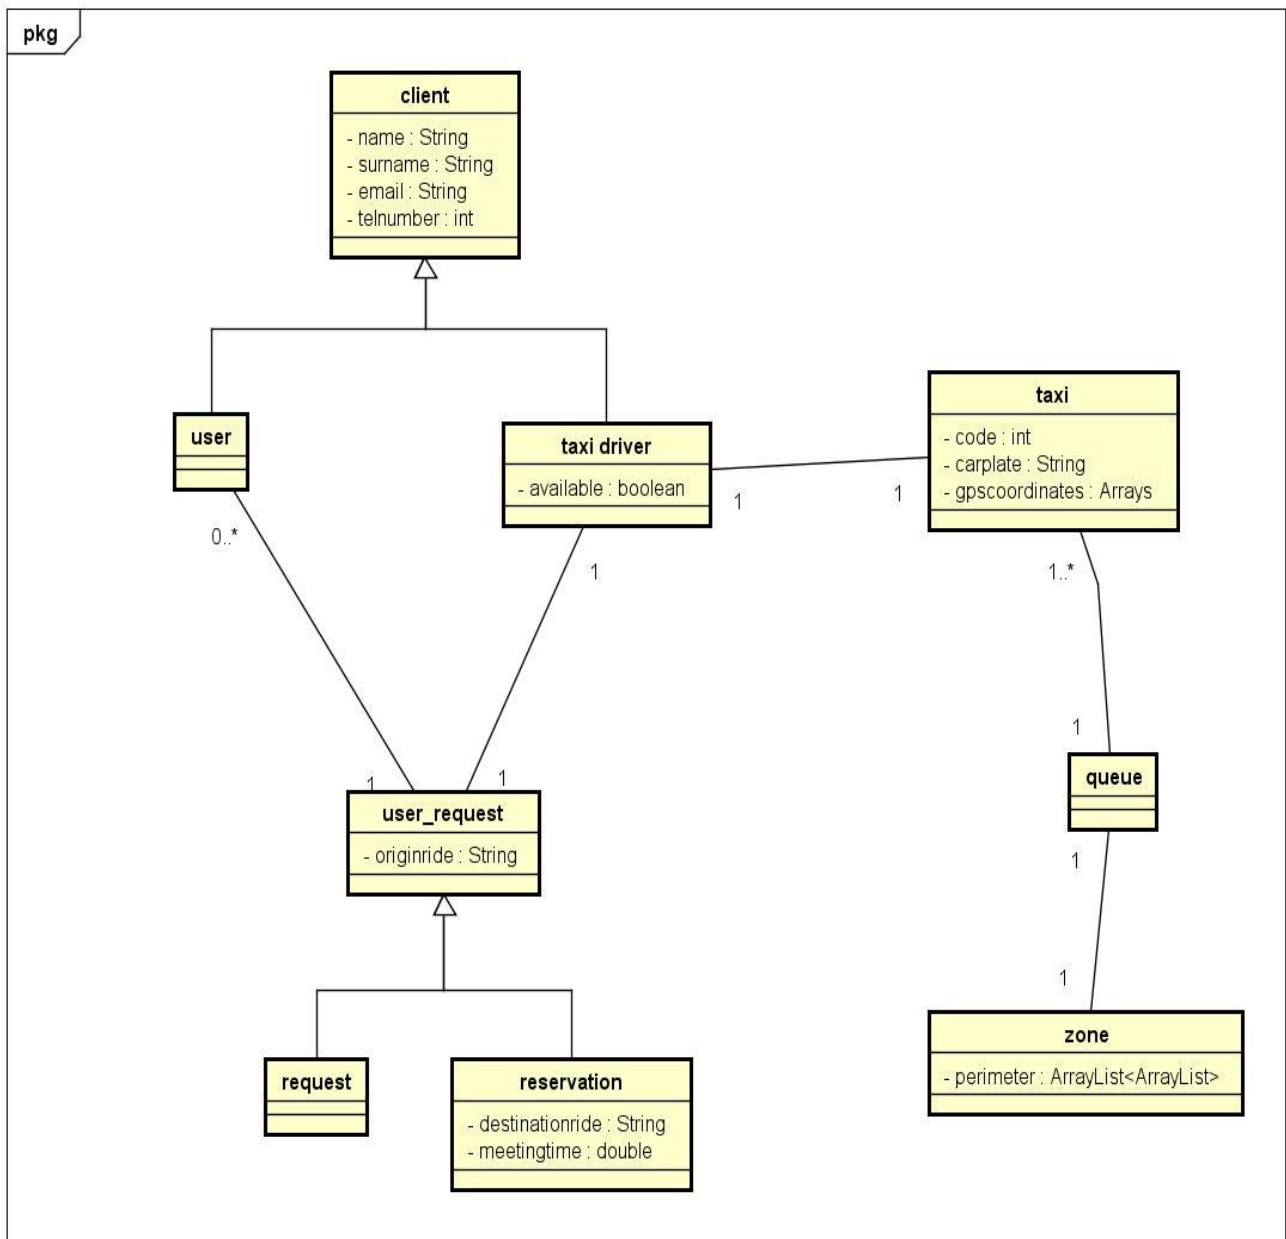 pkg
client
- name : String
- surname : String
- email : String
- telnumber : int
user
taxi driver
- available : boolean
taxi
- code : int
- carplate : String
- gpscoordinates : Arrays
1
1
0..*
1
1..*
1
1
1
user_request
- originride : String
queue
1
1
request
reservation
- destinationride : String
- meetingtime : double
zone
- perimeter : ArrayList<ArrayList>